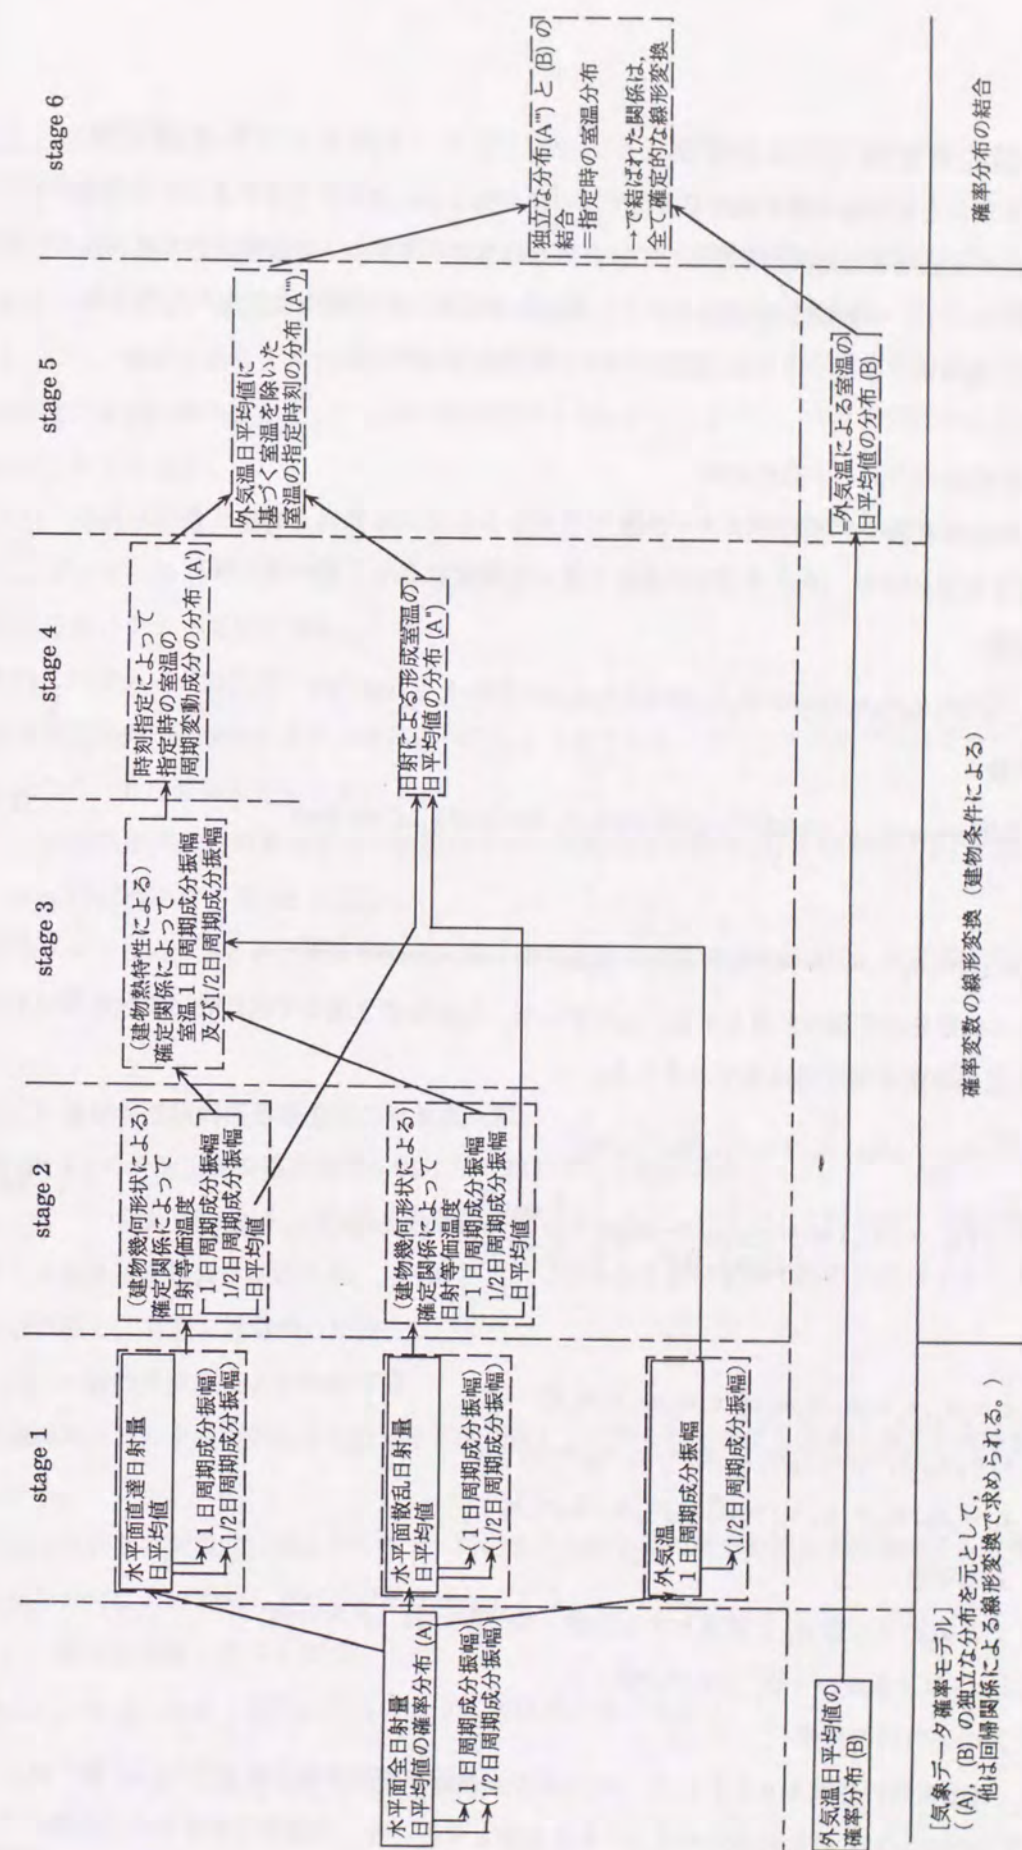 stage 1
stage 2
stage 3
stage 4
stage 5
stage 6
水平面全日射量
日平均値の確率分布 (A)
(1日周期成分振幅)
(1/2日周期成分振幅)
外気温日平均値の
確率分布 (B)
水平面直達日射量
日平均値
(1日周期成分振幅)
(1/2日周期成分振幅)
水平面散乱日射量
日平均値
(1日周期成分振幅)
(1/2日周期成分振幅)
外気温
1日周期成分振幅
(1/2日周期成分振幅)
(建物幾何形状による)
確定関係によって
日射等価温度
1日周期成分振幅
1/2日周期成分振幅
日平均値
(建物幾何形状による)
確定関係によって
日射等価温度
1日周期成分振幅
1/2日周期成分振幅
日平均値
(建物熱特性による)
確定関係によって
室温1日周期成分振幅
及び1/2日周期成分振幅
時刻指定によって
指定時の室温の
周期変動成分の分布 (A')
日射による形成室温の
日平均値の分布 (A'')
外気温日平均値に
基づく室温を除いた
室温の指定時刻の分布 (A''')
外気温による室温の
日平均値の分布 (B)
独立な分布(A''') と (B) の
結合
=指定時の室温分布
→で結ばれた関係は,
全て確定的な線形変換
[気象データ確率モデル]
((A), (B) の独立な分布を元として,
他は回帰関係による線形変換で求められる。)
確率変数の線形変換 (建物条件による)
確率分布の結合